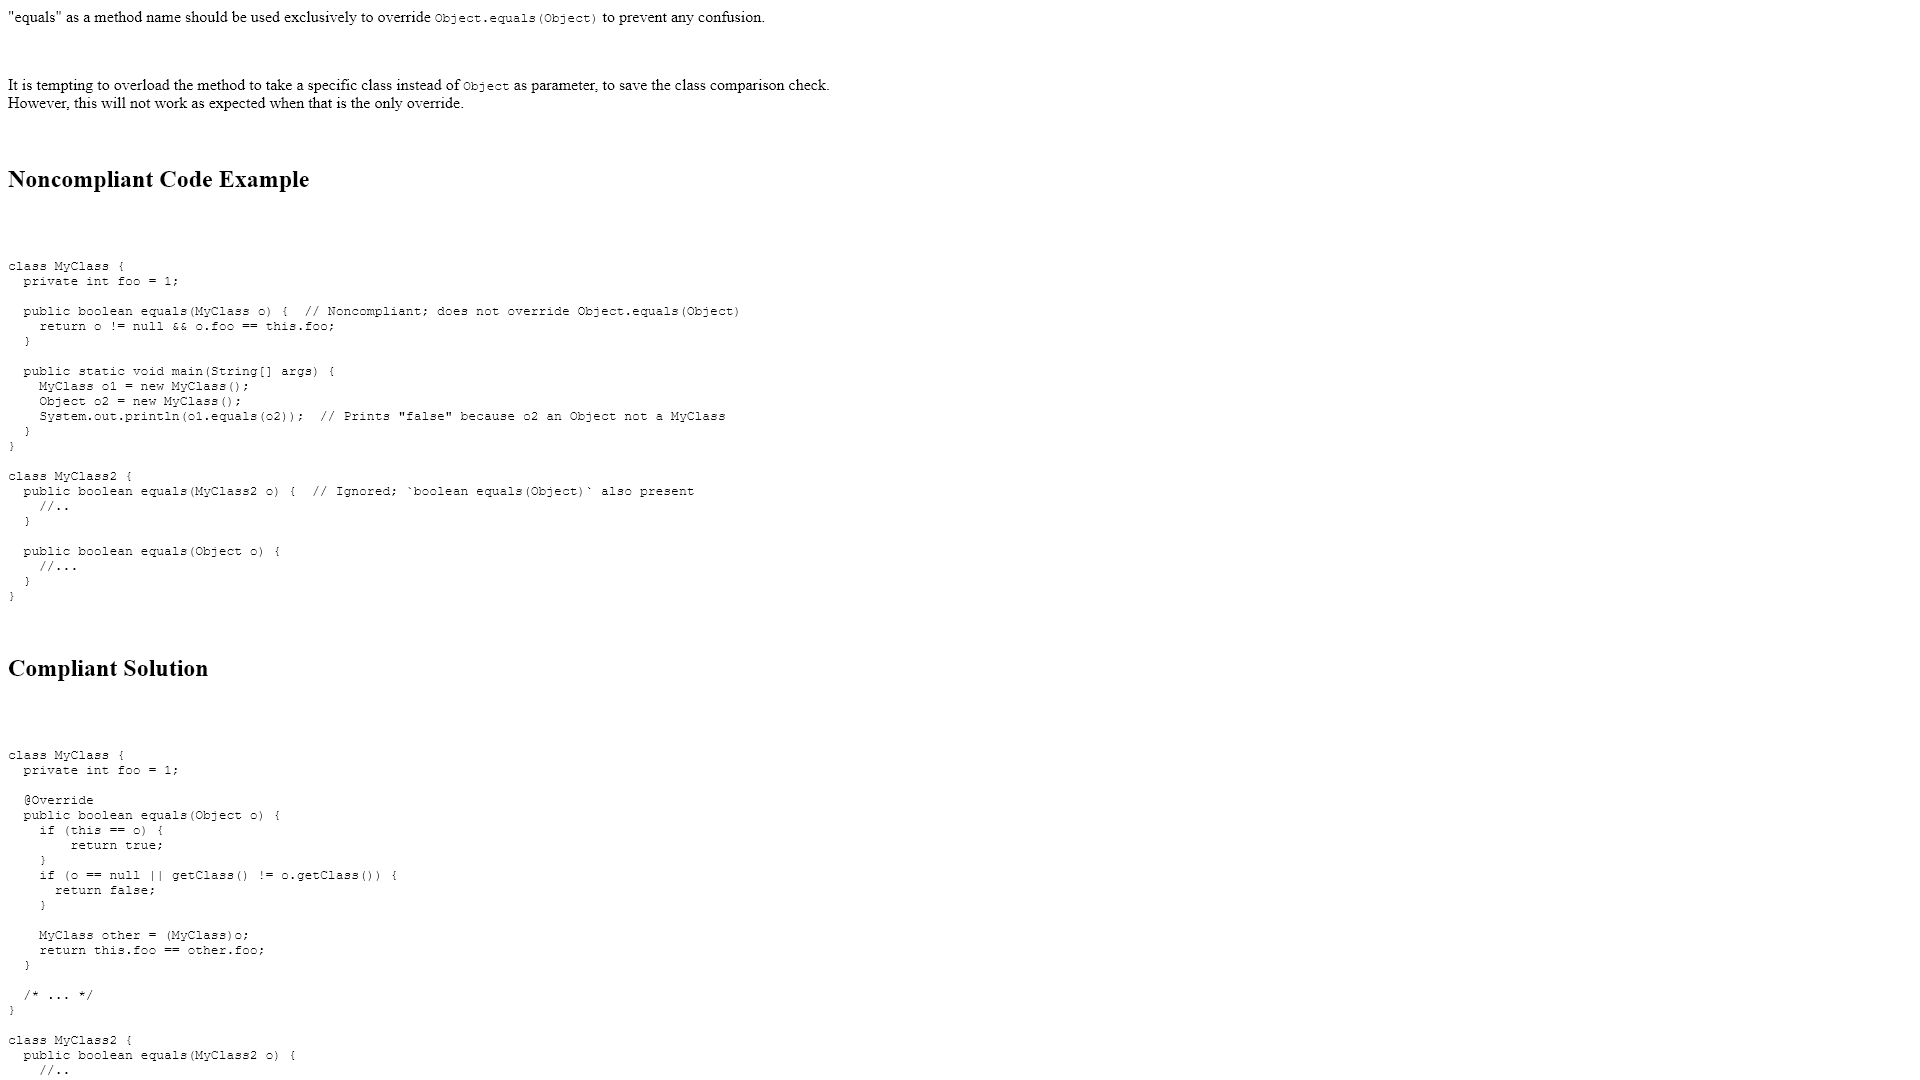 "equals" as a method name should be used exclusively to override Object.equals(Object) to prevent any confusion.
It is tempting to overload the method to take a specific class instead of Object as parameter, to save the class comparison check.
However, this will not work as expected when that is the only override.
Noncompliant Code Example
class MyClass {
  private int foo = 1;
  public boolean equals(MyClass o) {  // Noncompliant; does not override Object.equals(Object)
    return o != null && o.foo == this.foo;
  }
  public static void main(String[] args) {
    MyClass o1 = new MyClass();
    Object o2 = new MyClass();
    System.out.println(o1.equals(o2));  // Prints "false" because o2 an Object not a MyClass
  }
}
class MyClass2 {
  public boolean equals(MyClass2 o) {  // Ignored; `boolean equals(Object)` also present
    //..
  }
  public boolean equals(Object o) {
    //...
  }
}
Compliant Solution
class MyClass {
  private int foo = 1;
  @Override
  public boolean equals(Object o) {
    if (this == o) {
        return true;
    }
    if (o == null || getClass() != o.getClass()) {
      return false;
    }
    MyClass other = (MyClass)o;
    return this.foo == other.foo;
  }
  /* ... */
}
class MyClass2 {
  public boolean equals(MyClass2 o) {
    //..